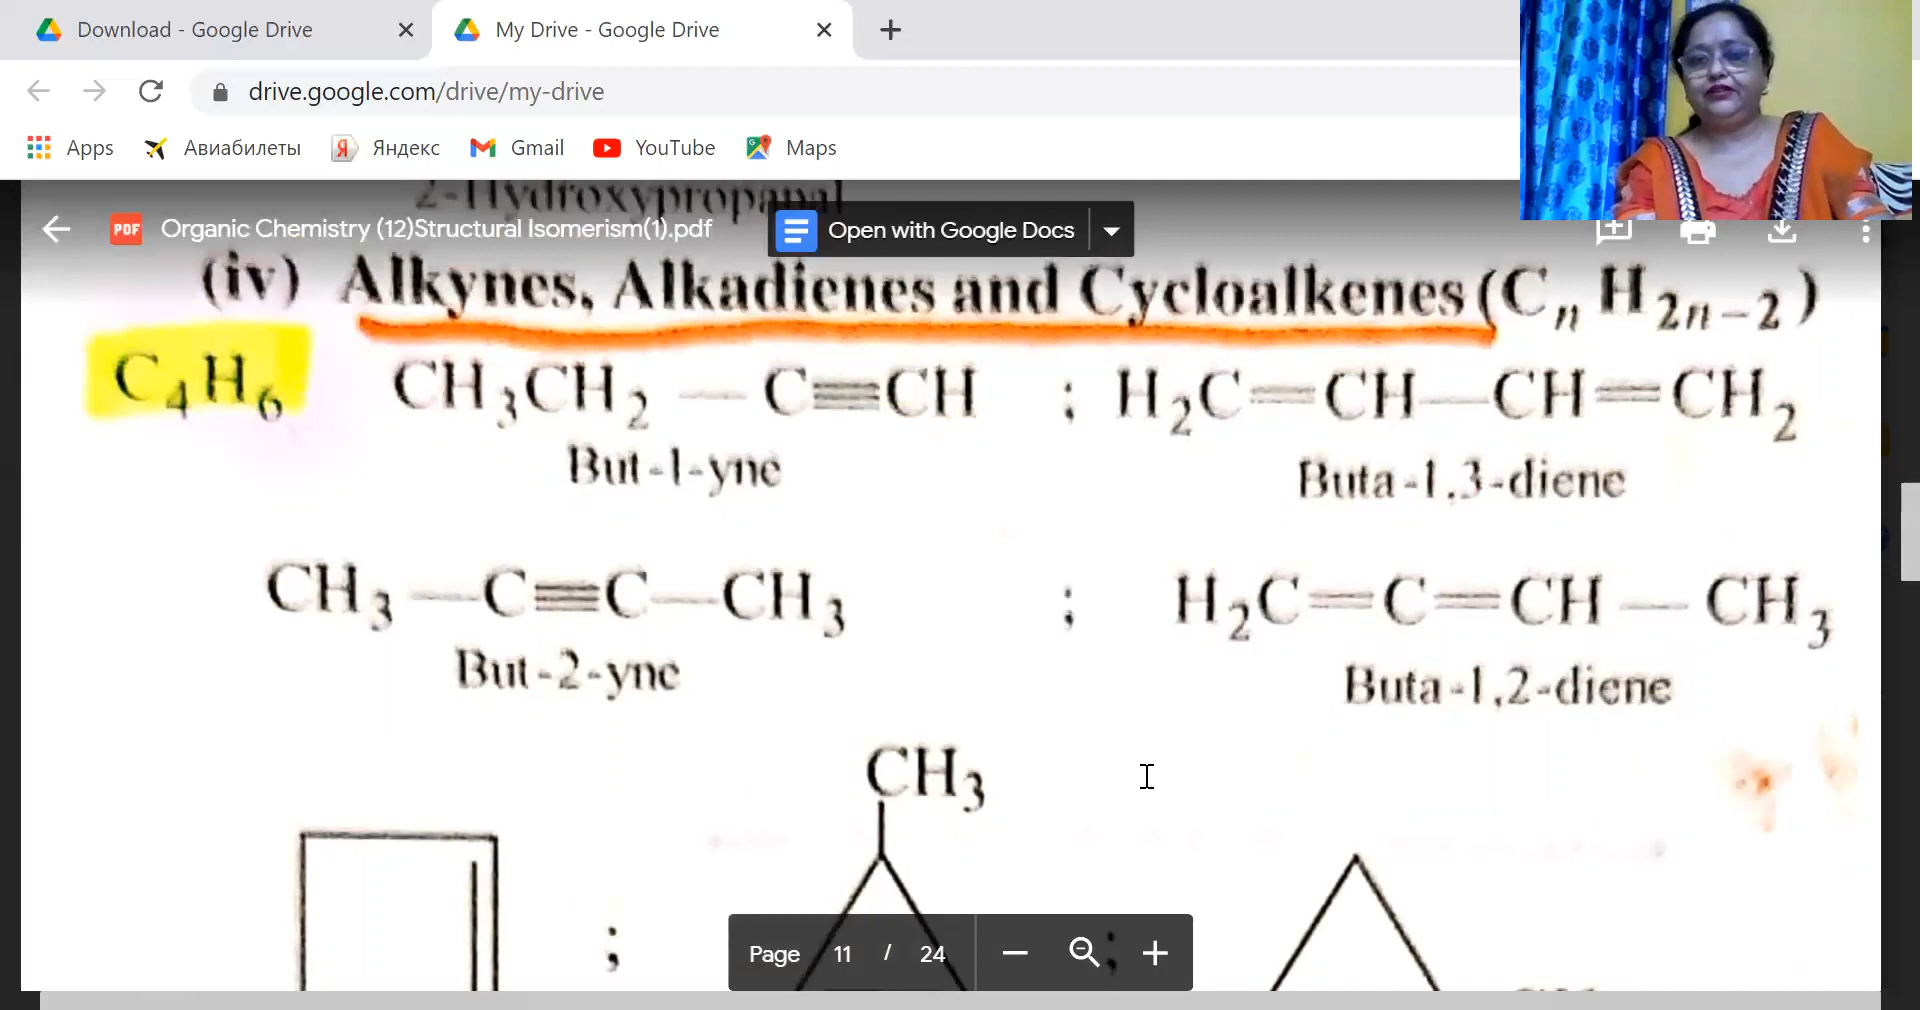 Download - Google Drive
My Drive - Google Drive
drive.google.com/drive/my-drive
Apps
Авиабилеты
Яндекс
Gmail
YouTube
Maps
2-Hydroxypropanal
PDF
Organic Chemistry (12)Structural Isomerism(1).pdf
Open with Google Docs
(iv) Alkynes, Alkadienes and Cycloalkenes (CnH2n-2)
C4H6 CH3CH2—C≡CH ; H2C=CH—CH=CH2
But-1-yne Buta-1,3-diene
CH3—C≡C—CH3 ; H2C=C=CH—CH3
But-2-yne Buta-1,2-diene
CH3
; ;
Page 11 / 24